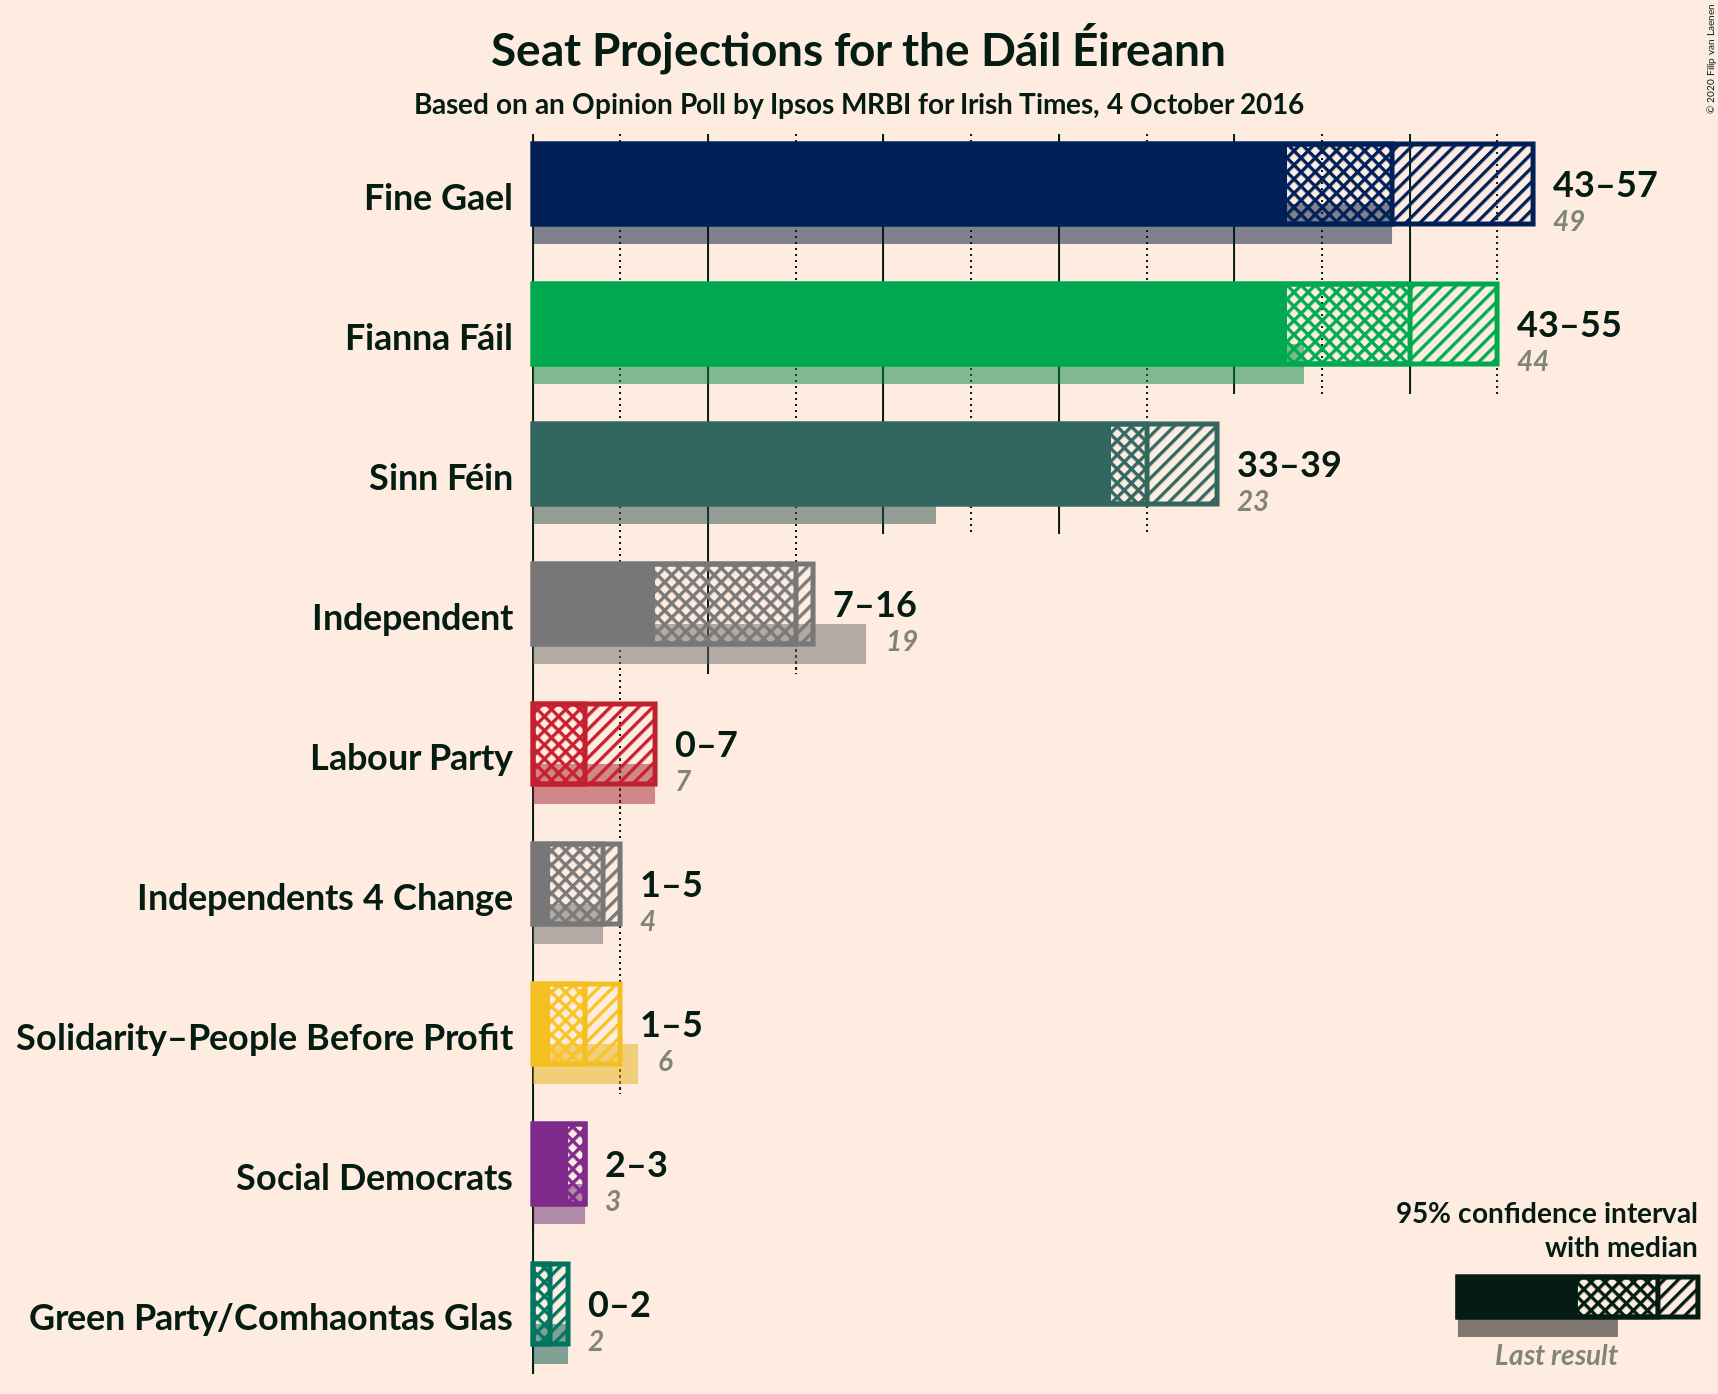 Seat Projections for the Dáil Éireann
Based on an Opinion Poll by Ipsos MRBI for Irish Times, 4 October 2016
© 2020 Filip van Laenen
Fine Gael
43–57
49
Fianna Fáil
43–55
44
Sinn Féin
33–39
23
Independent
7–16
19
Labour Party
0–7
7
Independents 4 Change
1–5
4
Solidarity–People Before Profit
1–5
6
Social Democrats
2–3
3
Green Party/Comhaontas Glas
0–2
2
95% confidence interval
with median
Last result